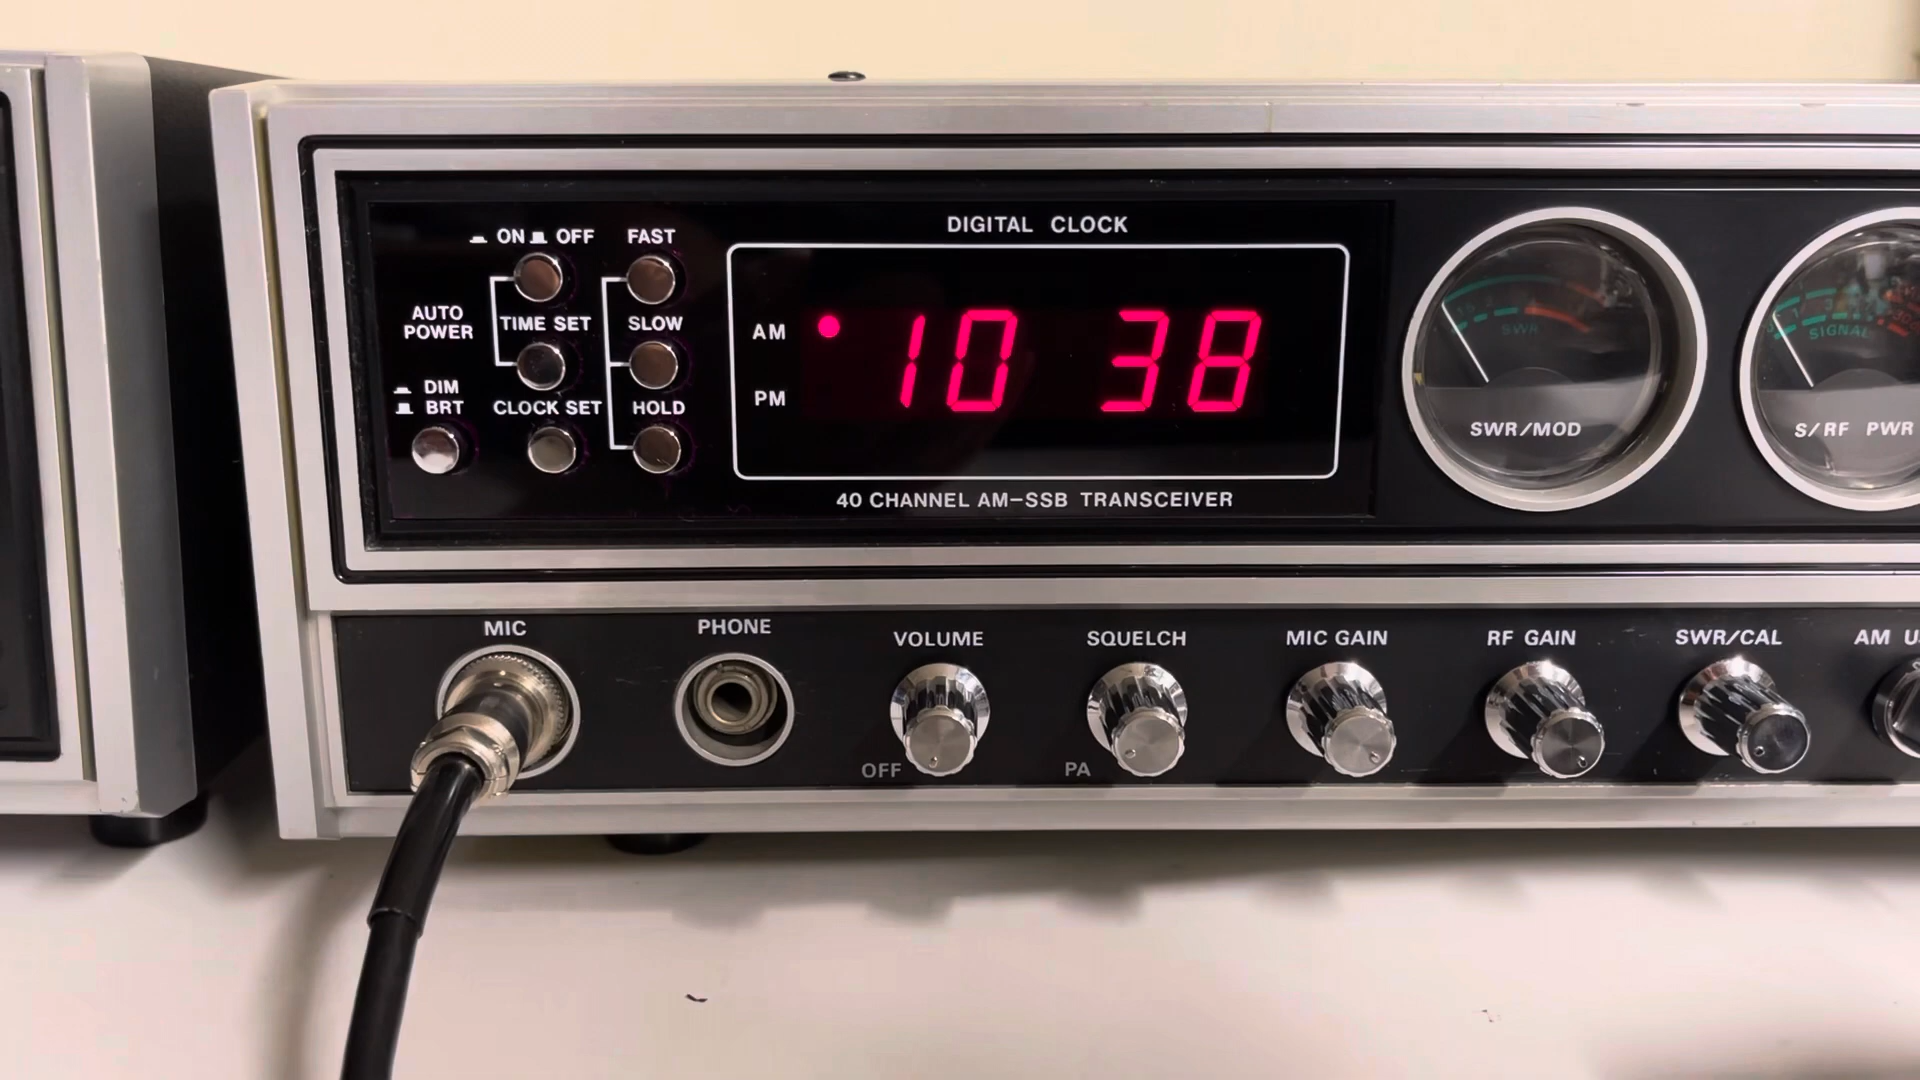 DIGITAL CLOCK
ON OFF
FAST
AUTO
POWER
TIME SET
SLOW
DIM
BRT
CLOCK SET
HOLD
AM
PM
10 38
40 CHANNEL AM-SSB TRANSCEIVER
SWR
SWR/MOD
SIGNAL
S/RF PWR
MIC
PHONE
VOLUME
OFF
SQUELCH
PA
MIC GAIN
RF GAIN
SWR/CAL
AM